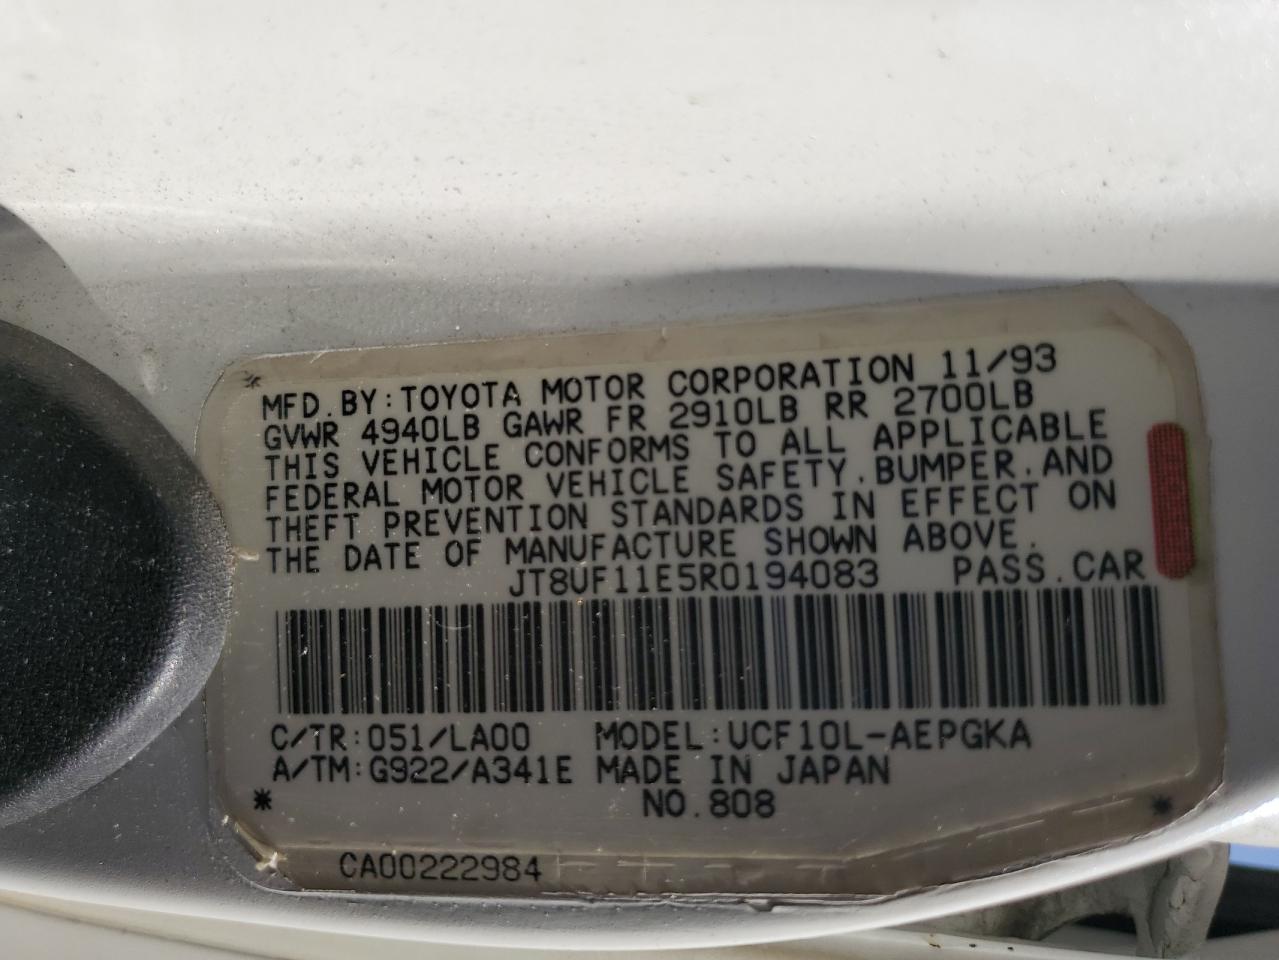 MFD.BY:TOYOTA MOTOR CORPORATION 11/93
GVWR 4940LB GAWR FR 2910LB RR 2700LB
THIS VEHICLE CONFORMS TO ALL APPLICABLE
FEDERAL MOTOR VEHICLE SAFETY,BUMPER,AND
THEFT PREVENTION STANDARDS IN EFFECT ON
THE DATE OF MANUFACTURE SHOWN ABOVE.
JT8UF11E5R0194083 PASS.CAR
C/TR:051/LA00 MODEL:UCF10L-AEPGKA
A/TM:G922/A341E MADE IN JAPAN
* NO.808 *
CA00222984